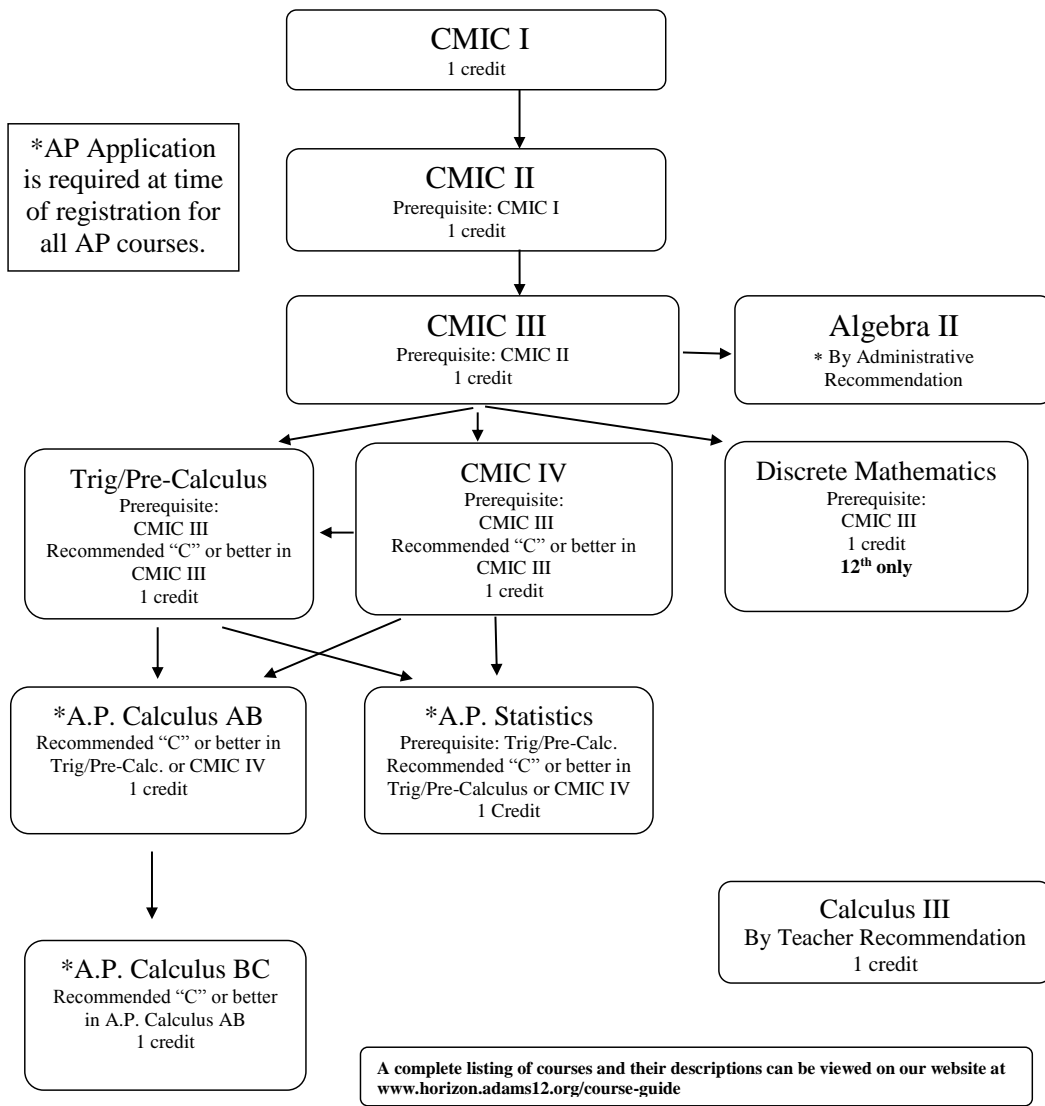 CMIC I
1 credit
*AP Application
is required at time
of registration for
all AP courses.
CMIC II
Prerequisite: CMIC I
1 credit
CMIC III
Prerequisite: CMIC II
1 credit
Algebra II
* By Administrative
Recommendation
Trig/Pre-Calculus
Prerequisite:
CMIC III
Recommended “C” or better in
CMIC III
1 credit
CMIC IV
Prerequisite:
CMIC III
Recommended “C” or better in
CMIC III
1 credit
Discrete Mathematics
Prerequisite:
CMIC III
1 credit
12th only
*A.P. Calculus AB
Recommended “C” or better in
Trig/Pre-Calc. or CMIC IV
1 credit
*A.P. Statistics
Prerequisite: Trig/Pre-Calc.
Recommended “C” or better in
Trig/Pre-Calculus or CMIC IV
1 Credit
Calculus III
By Teacher Recommendation
1 credit
*A.P. Calculus BC
Recommended “C” or better
in A.P. Calculus AB
1 credit
A complete listing of courses and their descriptions can be viewed on our website at
www.horizon.adams12.org/course-guide